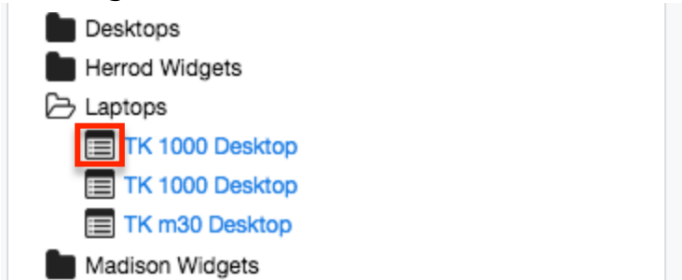 Desktops
Herrod Widgets
Laptops
TK 1000 Desktop
TK 1000 Desktop
TK m30 Desktop
Madison Widgets